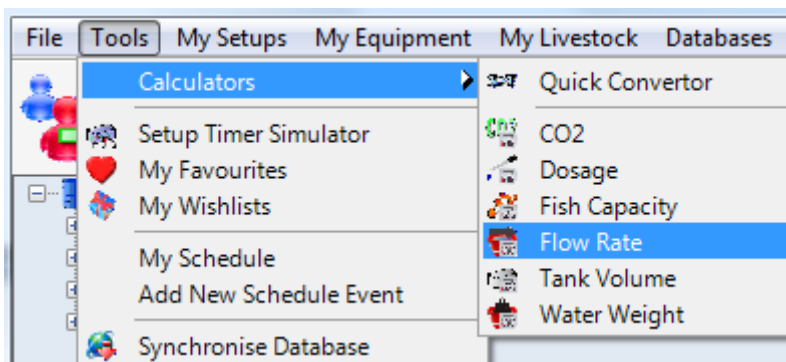 File Tools My Setups My Equipment My Livestock Databases
Calculators
Setup Timer Simulator
My Favourites
My Wishlists
My Schedule
Add New Schedule Event
Synchronise Database
Quick Convertor
CO2
Dosage
Fish Capacity
Flow Rate
Tank Volume
Water Weight